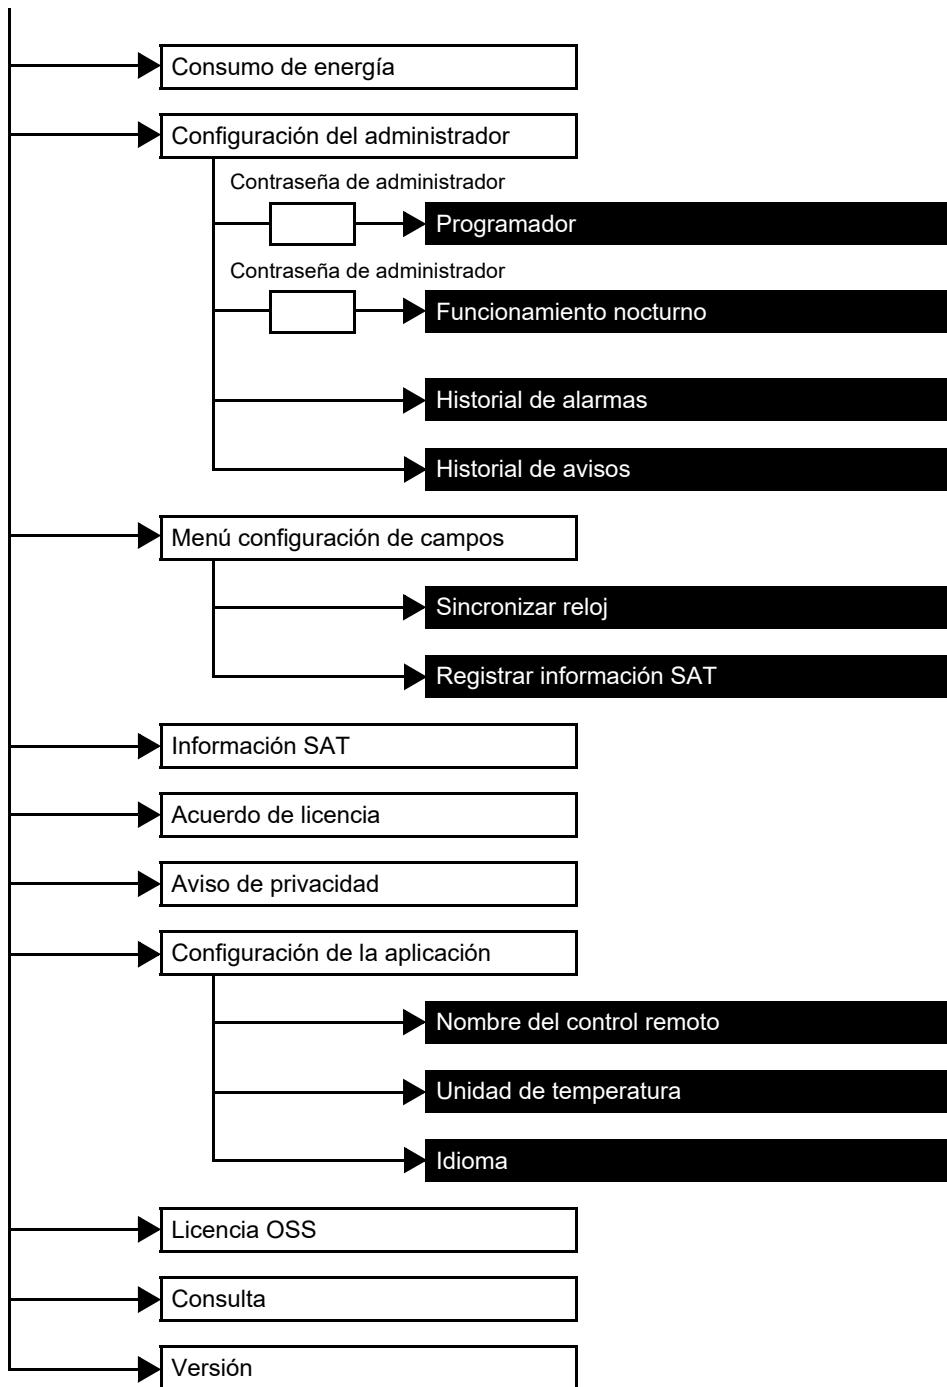 Consumo de energía
Configuración del administrador
Contraseña de administrador
Programador
Contraseña de administrador
Funcionamiento nocturno
Historial de alarmas
Historial de avisos
Menú configuración de campos
Sincronizar reloj
Registrar información SAT
Información SAT
Acuerdo de licencia
Aviso de privacidad
Configuración de la aplicación
Nombre del control remoto
Unidad de temperatura
Idioma
Licencia OSS
Consulta
Versión